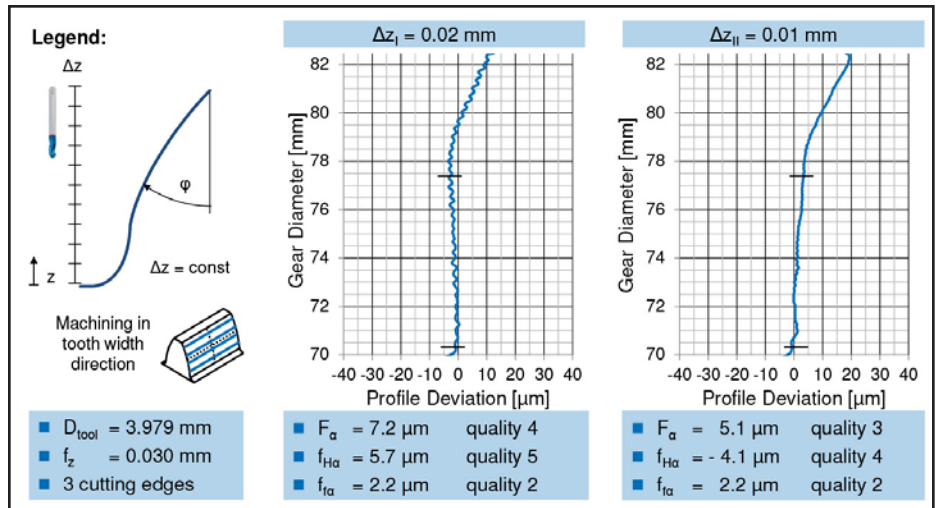 Legend:
Δz
φ
z
Δz = const
Machining in
tooth width
direction
D_tool = 3.979 mm
f_z = 0.030 mm
3 cutting edges
Δz_I = 0.02 mm
Gear Diameter [mm]
82
80
78
76
74
72
70
-40 -30 -20 -10 0 10 20 30 40
Profile Deviation [µm]
F_α = 7.2 µm quality 4
f_Hα = 5.7 µm quality 5
f_fα = 2.2 µm quality 2
Δz_II = 0.01 mm
Gear Diameter [mm]
82
80
78
76
74
72
70
-40 -30 -20 -10 0 10 20 30 40
Profile Deviation [µm]
F_α = 5.1 µm quality 3
f_Hα = - 4.1 µm quality 4
f_fα = 2.2 µm quality 2